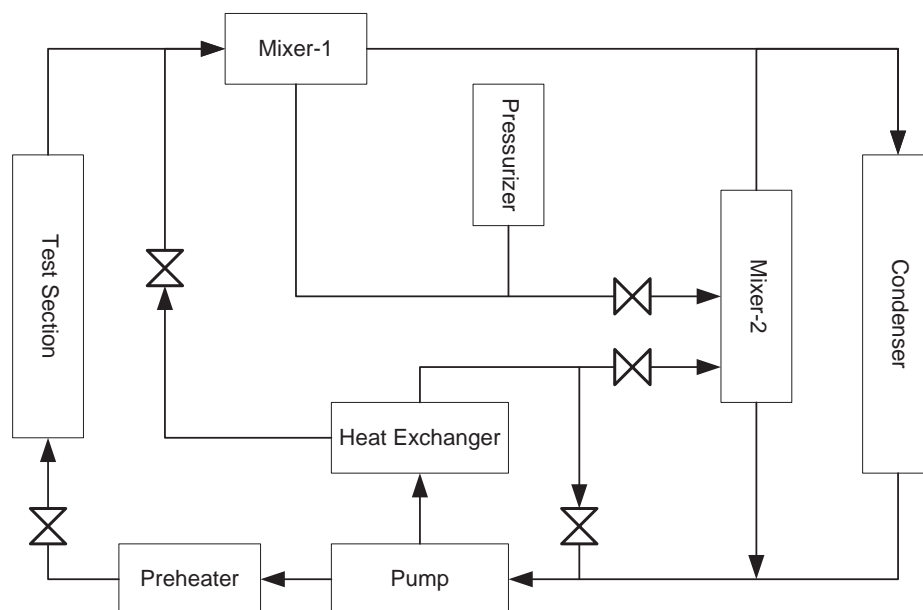 Mixer-1
Pressurizer
Test Section
Mixer-2
Condenser
Heat Exchanger
Preheater
Pump